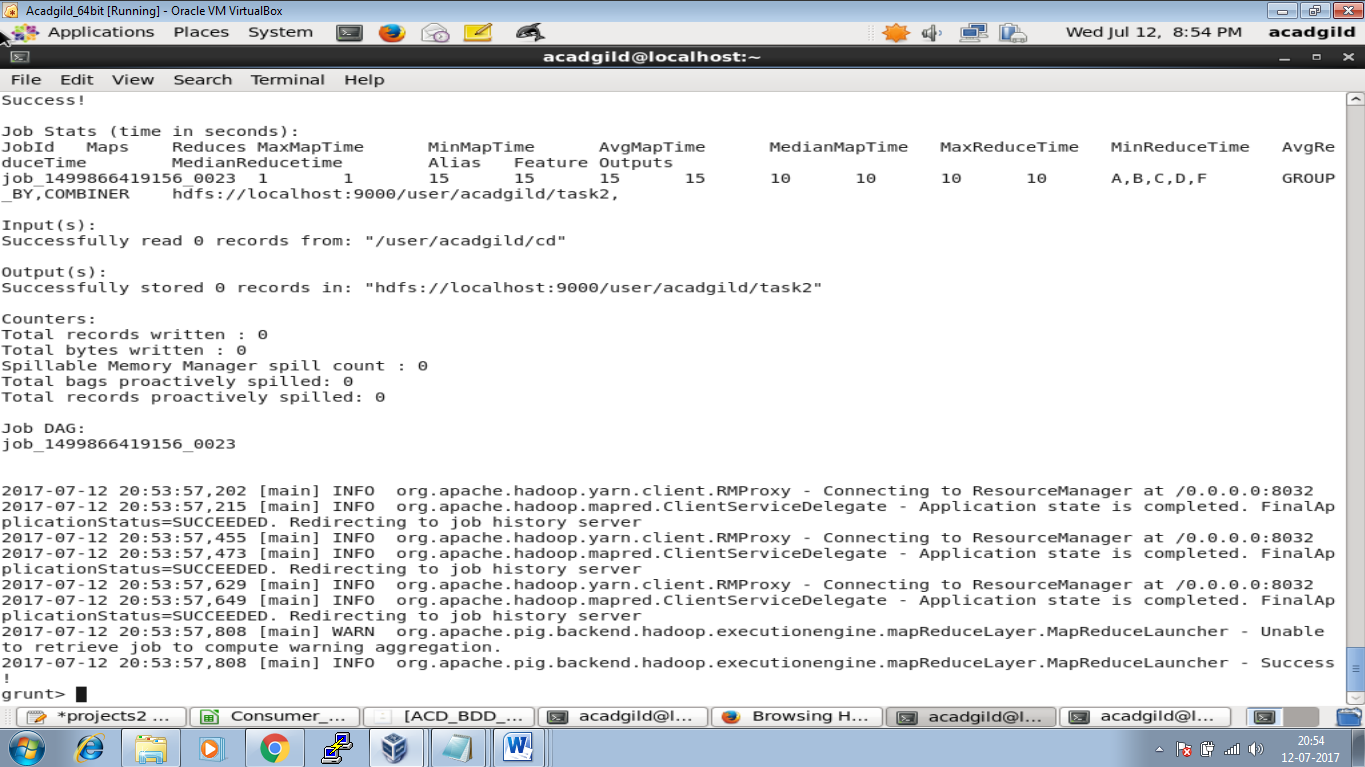 Acadgild_64bit [Running] - Oracle VM VirtualBox
Applications Places System Wed Jul 12, 8:54 PM acadgild
acadgild@localhost:~
File Edit View Search Terminal Help
Success!
Job Stats (time in seconds):
JobId Maps Reduces MaxMapTime MinMapTime AvgMapTime MedianMapTime MaxReduceTime MinReduceTime AvgRe
duceTime MedianReducetime Alias Feature Outputs
job_1499866419156_0023 1 1 15 15 15 15 10 10 10 10 A,B,C,D,F GROUP
_BY,COMBINER hdfs://localhost:9000/user/acadgild/task2,
Input(s):
Successfully read 0 records from: "/user/acadgild/cd"
Output(s):
Successfully stored 0 records in: "hdfs://localhost:9000/user/acadgild/task2"
Counters:
Total records written : 0
Total bytes written : 0
Spillable Memory Manager spill count : 0
Total bags proactively spilled: 0
Total records proactively spilled: 0
Job DAG:
job_1499866419156_0023
2017-07-12 20:53:57,202 [main] INFO org.apache.hadoop.yarn.client.RMProxy - Connecting to ResourceManager at /0.0.0.0:8032
2017-07-12 20:53:57,215 [main] INFO org.apache.hadoop.mapred.ClientServiceDelegate - Application state is completed. FinalAp
plicationStatus=SUCCEEDED. Redirecting to job history server
2017-07-12 20:53:57,455 [main] INFO org.apache.hadoop.yarn.client.RMProxy - Connecting to ResourceManager at /0.0.0.0:8032
2017-07-12 20:53:57,473 [main] INFO org.apache.hadoop.mapred.ClientServiceDelegate - Application state is completed. FinalAp
plicationStatus=SUCCEEDED. Redirecting to job history server
2017-07-12 20:53:57,629 [main] INFO org.apache.hadoop.yarn.client.RMProxy - Connecting to ResourceManager at /0.0.0.0:8032
2017-07-12 20:53:57,649 [main] INFO org.apache.hadoop.mapred.ClientServiceDelegate - Application state is completed. FinalAp
plicationStatus=SUCCEEDED. Redirecting to job history server
2017-07-12 20:53:57,808 [main] WARN org.apache.pig.backend.hadoop.executionengine.mapReduceLayer.MapReduceLauncher - Unable
to retrieve job to compute warning aggregation.
2017-07-12 20:53:57,808 [main] INFO org.apache.pig.backend.hadoop.executionengine.mapReduceLayer.MapReduceLauncher - Success
!
grunt>
*projects2 ... Consumer_... [ACD_BDD_... acadgild@l... Browsing H... acadgild@l... acadgild@l...
20:54
12-07-2017